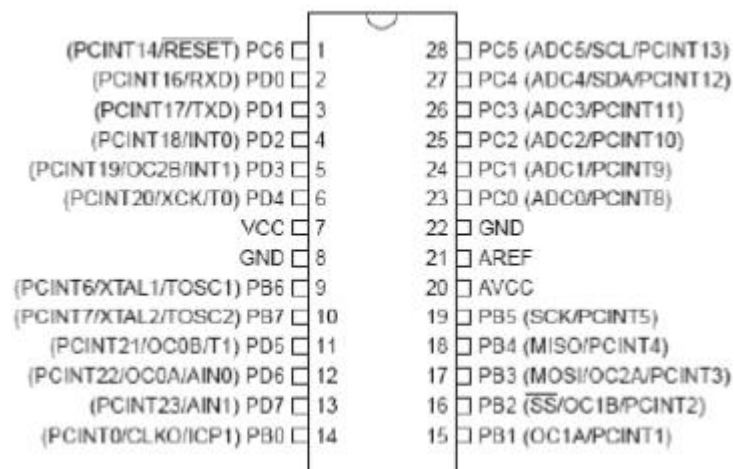 (PCINT14/RESET) PC6 1 28 PC5 (ADC5/SCL/PCINT13)
(PCINT16/RXD) PD0 2 27 PC4 (ADC4/SDA/PCINT12)
(PCINT17/TXD) PD1 3 26 PC3 (ADC3/PCINT11)
(PCINT18/INT0) PD2 4 25 PC2 (ADC2/PCINT10)
(PCINT19/OC2B/INT1) PD3 5 24 PC1 (ADC1/PCINT9)
(PCINT20/XCK/T0) PD4 6 23 PC0 (ADC0/PCINT8)
VCC 7 22 GND
GND 8 21 AREF
(PCINT6/XTAL1/TOSC1) PB6 9 20 AVCC
(PCINT7/XTAL2/TOSC2) PB7 10 19 PB5 (SCK/PCINT5)
(PCINT21/OC0B/T1) PD5 11 18 PB4 (MISO/PCINT4)
(PCINT22/OC0A/AIN0) PD6 12 17 PB3 (MOSI/OC2A/PCINT3)
(PCINT23/AIN1) PD7 13 16 PB2 (SS/OC1B/PCINT2)
(PCINT0/CLKO/ICP1) PB0 14 15 PB1 (OC1A/PCINT1)